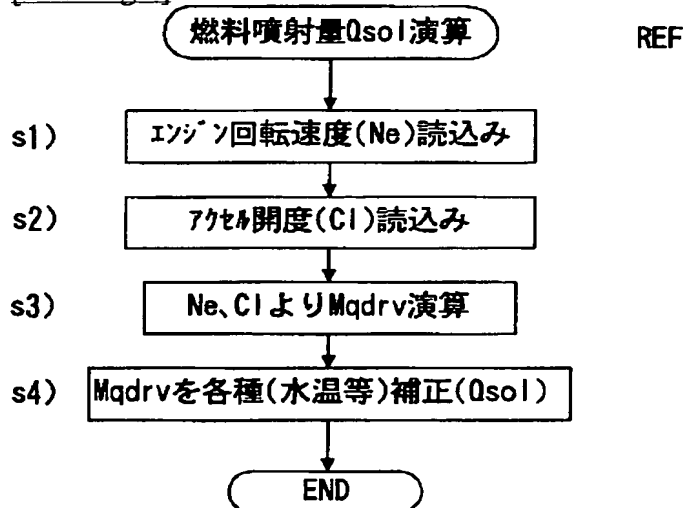 燃料噴射量Qsol演算
REF
s1) エンジン回転速度(Ne)読込み
s2) アクセル開度(Cl)読込み
s3) Ne、ClよりMqdrv演算
s4) Mqdrvを各種(水温等)補正(Qsol)
END